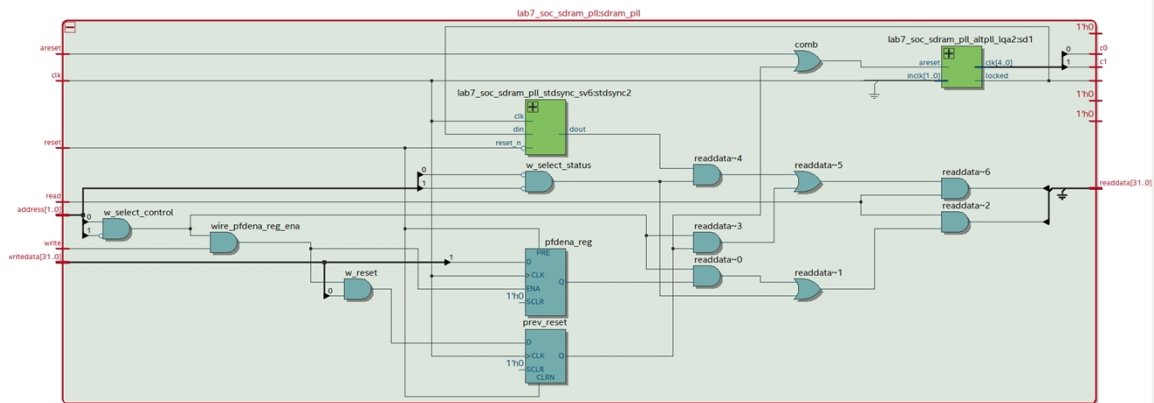 lab7_soc_sdram_pll:sdram_pll
1'h0
lab7_soc_sdram_pll_altpll_lqa2:sd1
comb
areset
areset
clk[4..0]
0
c0
1
c1
clk
inclk[1..0]
locked
lab7_soc_sdram_pll_stdsync_sv6:stdsync2
1'h0
clk
1'h0
din
dout
reset
reset_n
w_select_status
readdata~4
readdata~5
0
readdata~6
1
readdata[31..0]
read
address[1..0]
w_select_control
0
readdata~2
wire_pfdena_reg_ena
readdata~3
1
write
pfdena_reg
PRE
writedata[31..0]
1
D
readdata~0
w_reset
>CLK
readdata~1
ENA
Q
0
1'h0
SCLR
prev_reset
D
>CLK
Q
1'h0
SCLR
CLRN